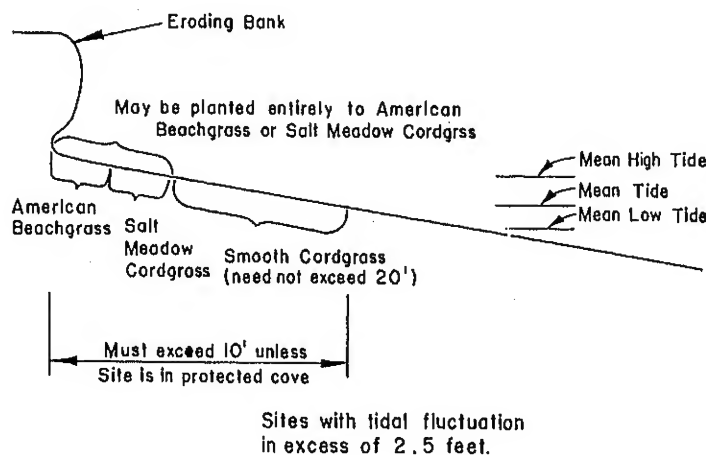 Eroding Bank
May be planted entirely to American
Beachgrass or Salt Meadow Cordgrss
Mean High Tide
Mean Tide
Mean Low Tide
American
Beachgrass
Salt
Meadow
Cordgrass
Smooth Cordgrass
(need not exceed 20')
Must exceed 10' unless
Site is in protected cove
Sites with tidal fluctuation
in excess of 2.5 feet.